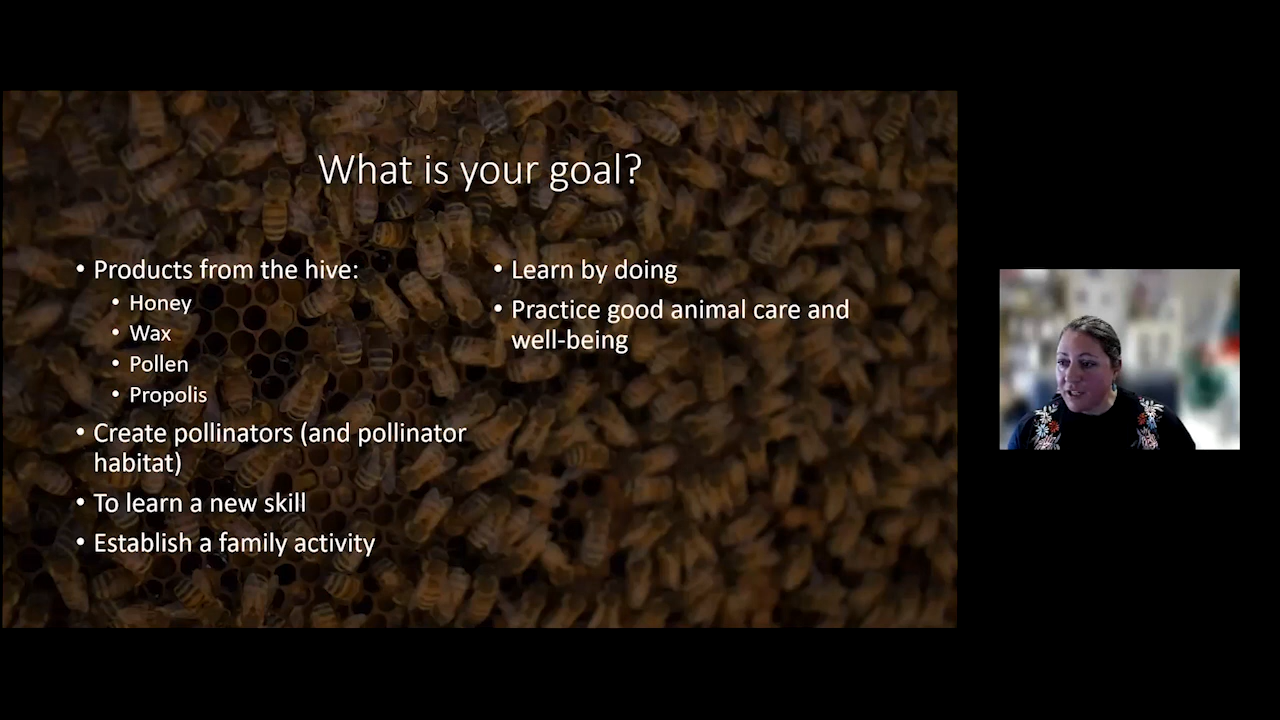 What is your goal?
• Products from the hive:
• Honey
• Wax
• Pollen
• Propolis
• Create pollinators (and pollinator
habitat)
• To learn a new skill
• Establish a family activity
• Learn by doing
• Practice good animal care and
well-being